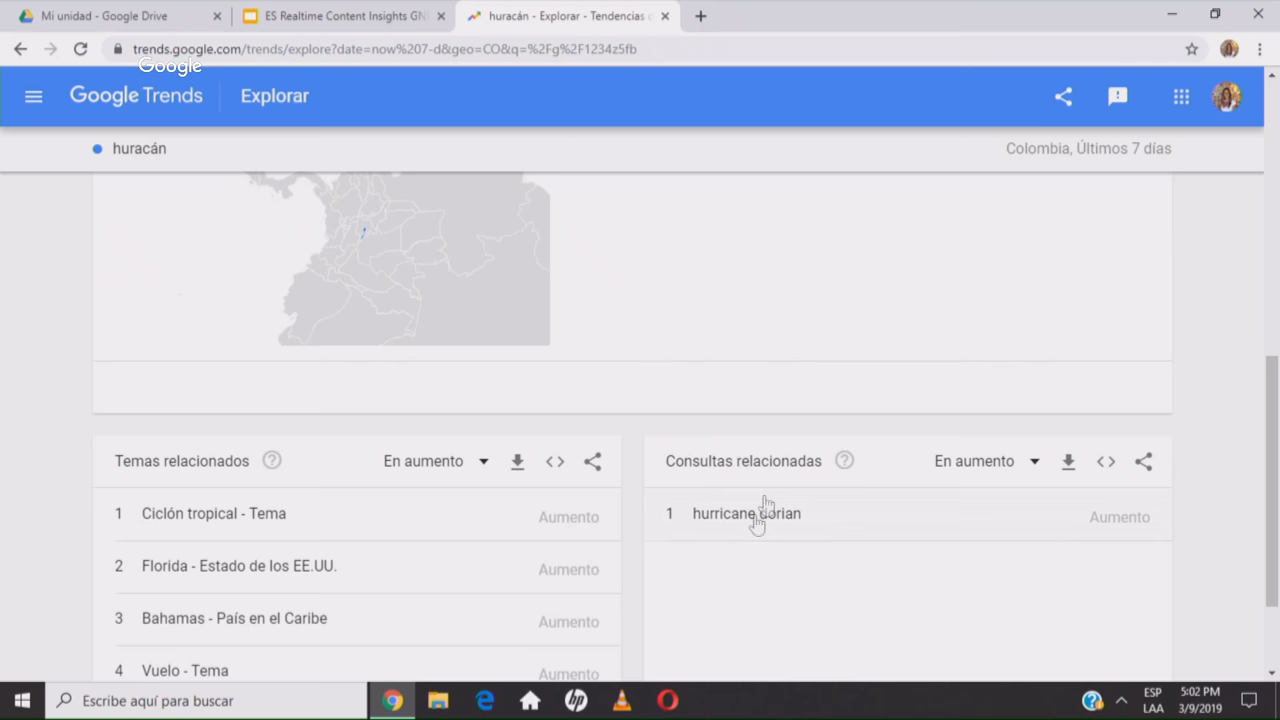 Mi unidad - Google Drive
ES Realtime Content Insights GN
huracán - Explorar - Tendencias
trends.google.com/trends/explore?date=now%207-d&geo=CO&q=%2Fg%2F1234z5fb
Google
Google Trends Explorar
huracán Colombia, Últimos 7 días
Temas relacionados ? En aumento
1 Ciclón tropical - Tema Aumento
2 Florida - Estado de los EE.UU. Aumento
3 Bahamas - País en el Caribe Aumento
4 Vuelo - Tema Aumento
Consultas relacionadas ? En aumento
1 hurricane dorian Aumento
Escribe aquí para buscar
hp
ESP
LAA
5:02 PM
3/9/2019